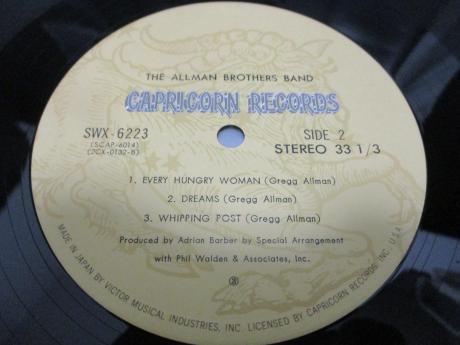 THE ALLMAN BROTHERS BAND
CAPRICORN RECORDS
SWX-6223
(SCAP-6014)
(2CX-0132-B)
SIDE 2
STEREO 33 1/3
1. EVERY HUNGRY WOMAN (Gregg Allman)
2. DREAMS (Gregg Allman)
3. WHIPPING POST (Gregg Allman)
Produced by Adrian Barber by Special Arrangement
with Phil Walden & Associates, Inc.
MADE IN JAPAN BY VICTOR MUSICAL INDUSTRIES, INC. LICENSED BY CAPRICORN RECORDS INC., U.S.A.